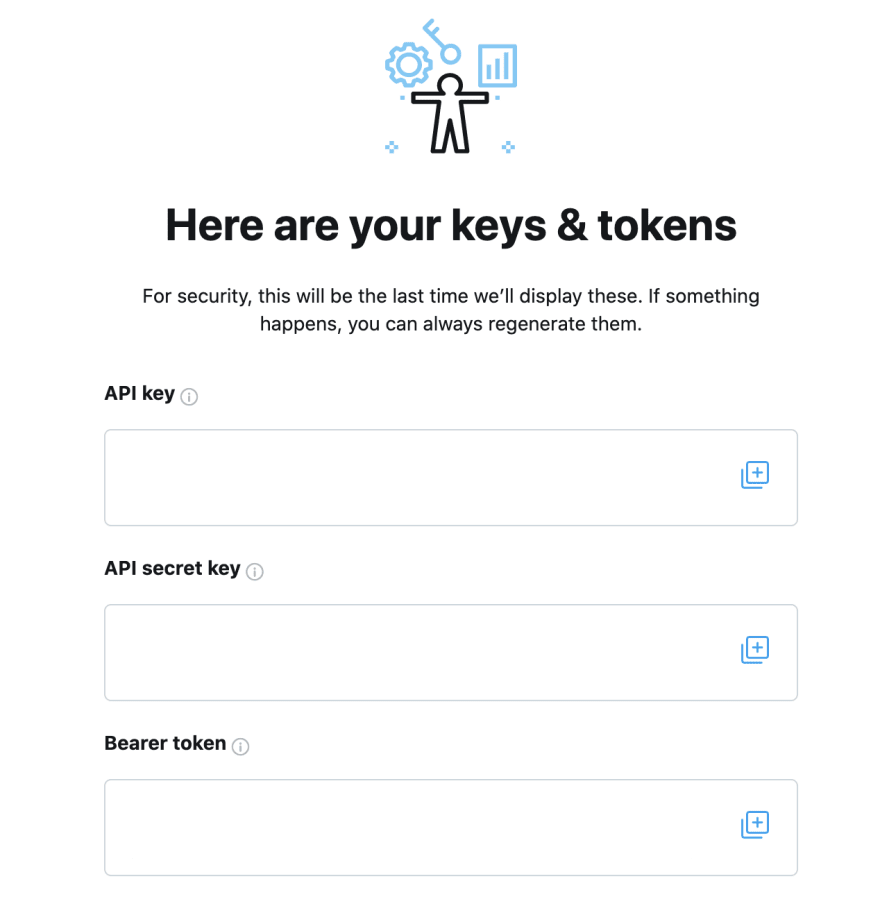 Here are your keys & tokens
For security, this will be the last time we’ll display these. If something
happens, you can always regenerate them.
API key
API secret key
Bearer token